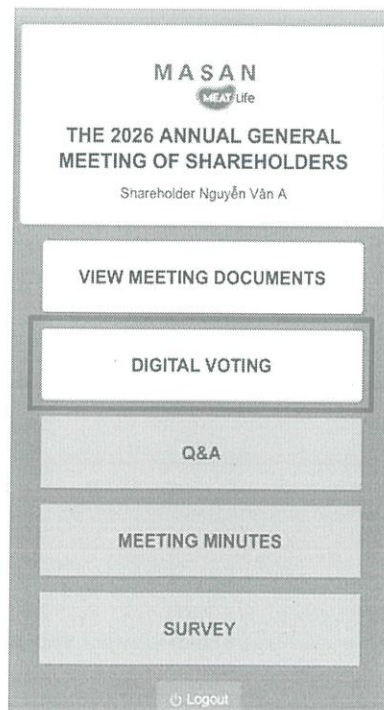 MASAN
MEATLife
THE 2026 ANNUAL GENERAL
MEETING OF SHAREHOLDERS
Shareholder Nguyễn Văn A
VIEW MEETING DOCUMENTS
DIGITAL VOTING
Q&A
MEETING MINUTES
SURVEY
Logout